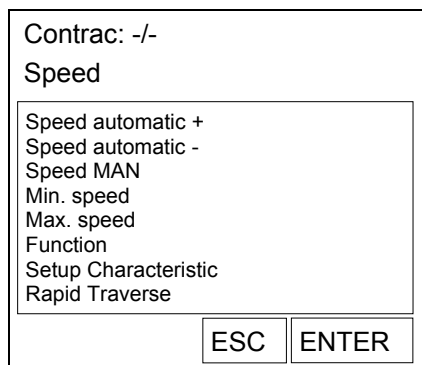 Contrac: -/-
Speed
Speed automatic +
Speed automatic -
Speed MAN
Min. speed
Max. speed
Function
Setup Characteristic
Rapid Traverse
ESC ENTER